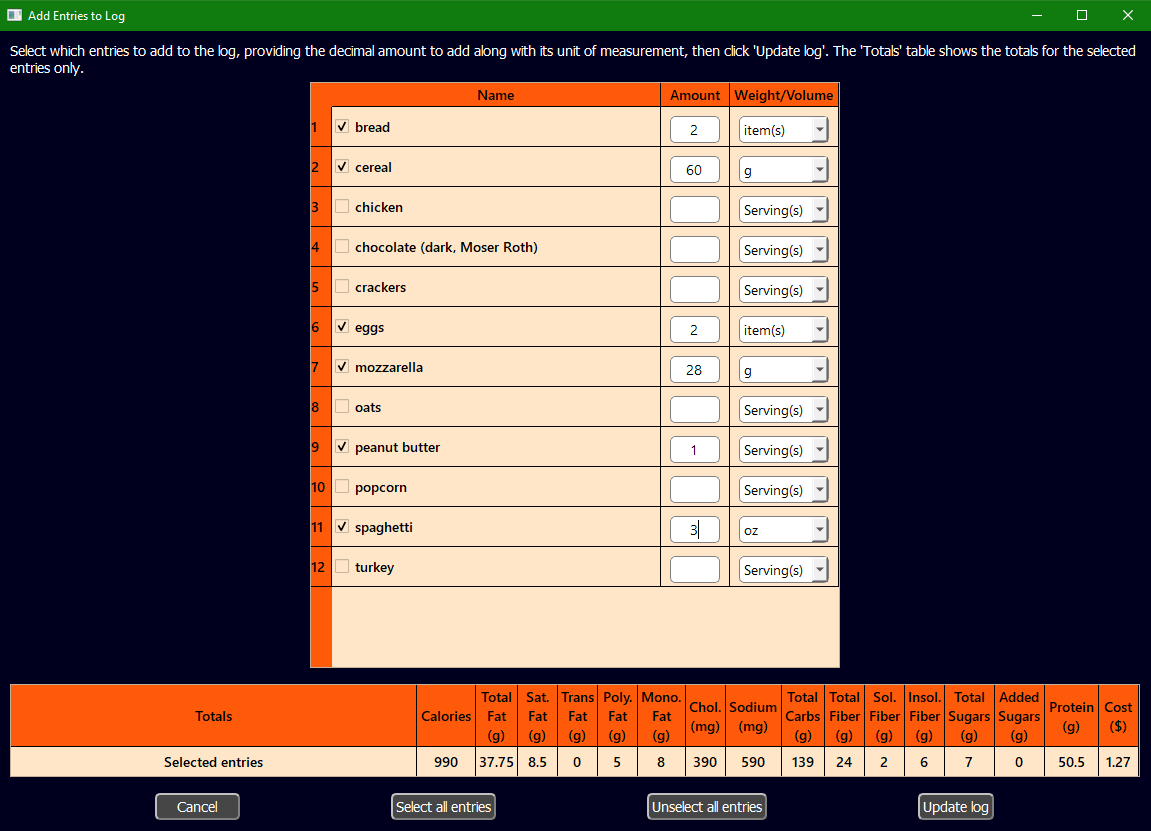 Add Entries to Log
Select which entries to add to the log, providing the decimal amount to add along with its unit of measurement, then click 'Update log'. The 'Totals' table shows the totals for the selected
entries only.
Name Amount Weight/Volume
1 bread 2 item(s)
2 cereal 60 g
3 chicken Serving(s)
4 chocolate (dark, Moser Roth) Serving(s)
5 crackers Serving(s)
6 eggs 2 item(s)
7 mozzarella 28 g
8 oats Serving(s)
9 peanut butter 1 Serving(s)
10 popcorn Serving(s)
11 spaghetti 3 oz
12 turkey Serving(s)
Totals Calories Total Fat (g) Sat. Fat (g) Trans Fat (g) Poly. Fat (g) Mono. Fat (g) Chol. (mg) Sodium (mg) Total Carbs (g) Total Fiber (g) Sol. Fiber (g) Insol. Fiber (g) Total Sugars (g) Added Sugars (g) Protein (g) Cost ($)
Selected entries 990 37.75 8.5 0 5 8 390 590 139 24 2 6 7 0 50.5 1.27
Cancel Select all entries Unselect all entries Update log